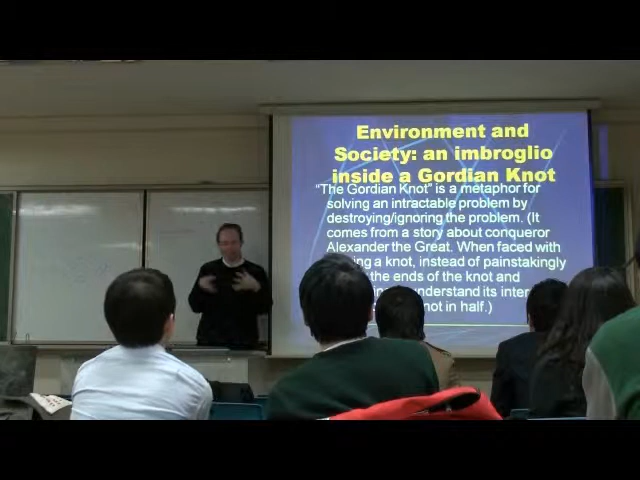 Environment and
Society: an imbroglio
inside a Gordian Knot
“The Gordian Knot” is a metaphor for
solving an intractable problem by
destroying/ignoring the problem. (It
comes from a story about conqueror
Alexander the Great. When faced with
a knot, instead of painstakingly
the ends of the knot and
understand its
in half.)